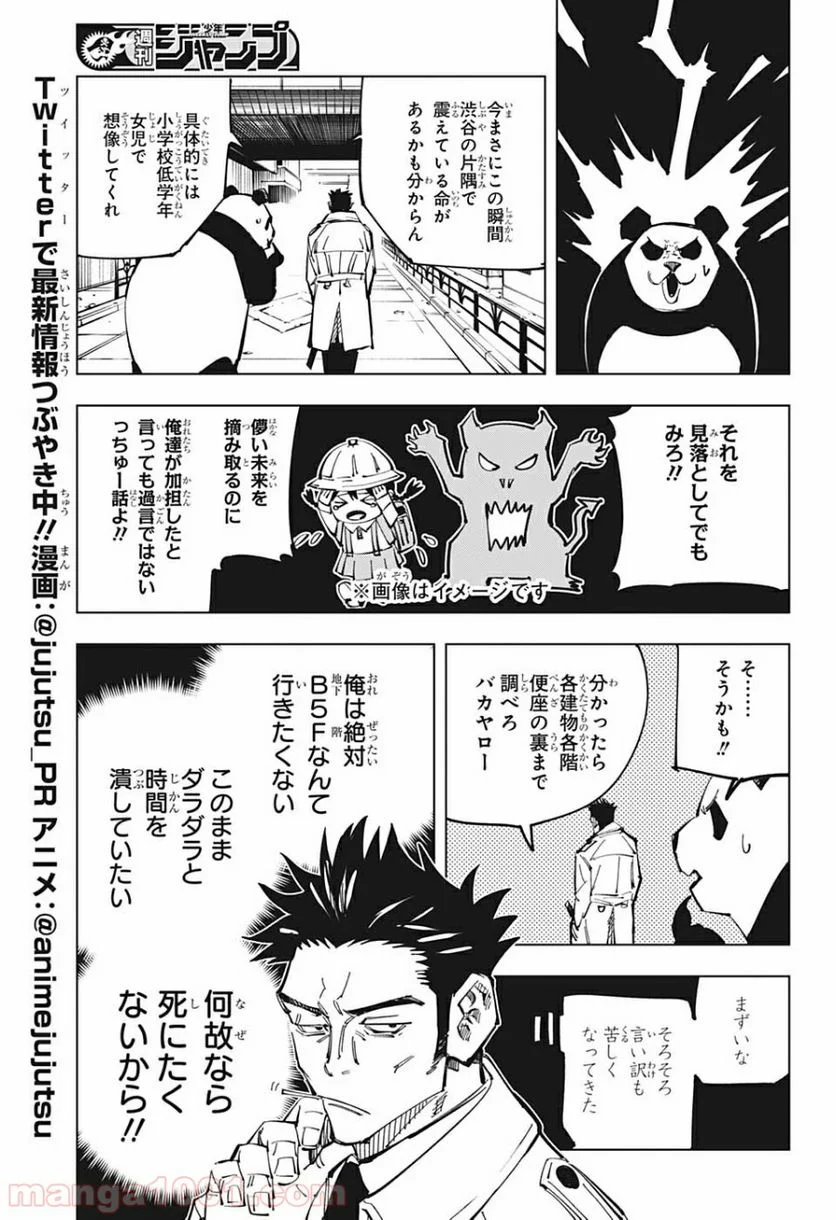 週刊少年ジャンプ
今まさにこの瞬間
渋谷の片隅で
震えている命が
あるかも分からん
具体的には
小学校低学年
女児で
想像してくれ
それを
見落としてでも
みろ!!
儚い未来を
摘み取るのに
俺達が加担したと
言っても過言ではない
っちゅー話よ!!
※画像はイメージです
そ……
そうかも!!
分かったら
各建物各階
便座の裏まで
調べろ
バカヤロー
まずいな
そろそろ
言い訳も
苦しく
なってきた
俺は絶対
B5Fなんて
行きたくない
このまま
ダラダラと
時間を
潰していたい
何故なら
死にたく
ないから!!
Twitterで最新情報つぶやき中!!漫画:@jujutsu_PR アニメ:@animejujutsu
manga1001.com